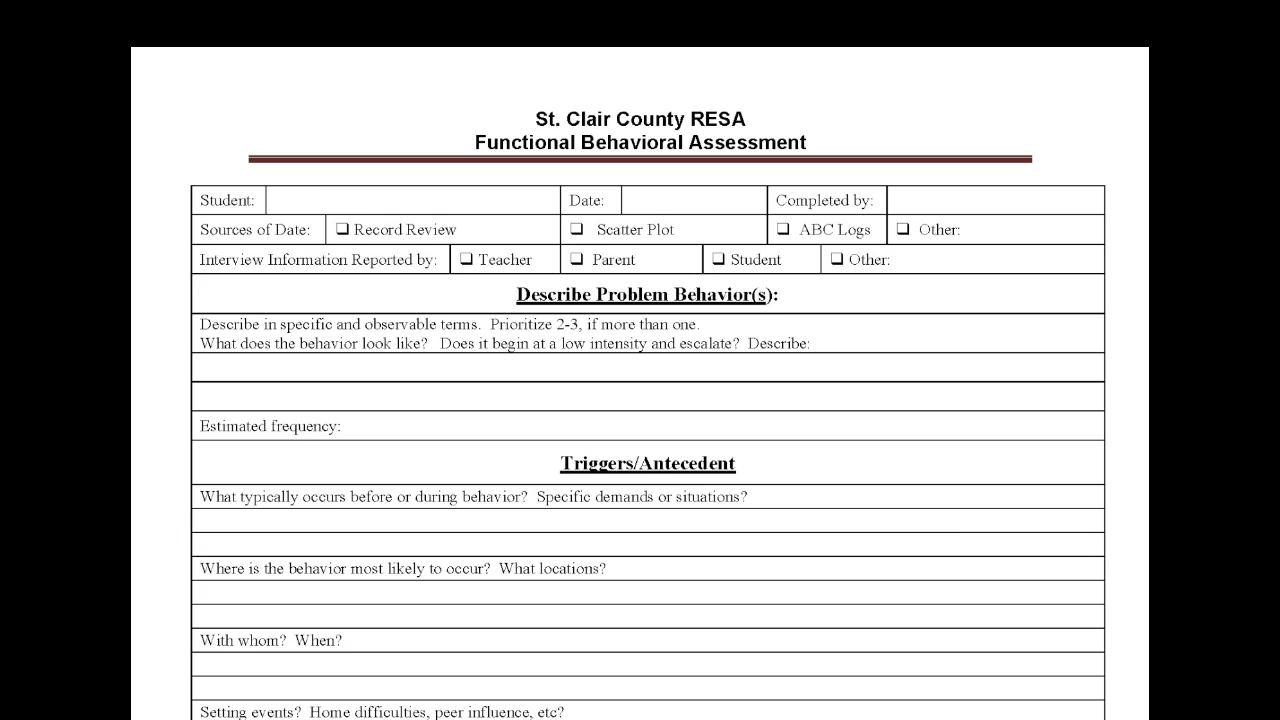 St. Clair County RESA
Functional Behavioral Assessment
Student: Date: Completed by:
Sources of Date: ❑ Record Review ❑ Scatter Plot ❑ ABC Logs ❑ Other:
Interview Information Reported by: ❑ Teacher ❑ Parent ❑ Student ❑ Other:
Describe Problem Behavior(s):
Describe in specific and observable terms. Prioritize 2-3, if more than one.
What does the behavior look like? Does it begin at a low intensity and escalate? Describe:
Estimated frequency:
Triggers/Antecedent
What typically occurs before or during behavior? Specific demands or situations?
Where is the behavior most likely to occur? What locations?
With whom? When?
Setting events? Home difficulties, peer influence, etc?